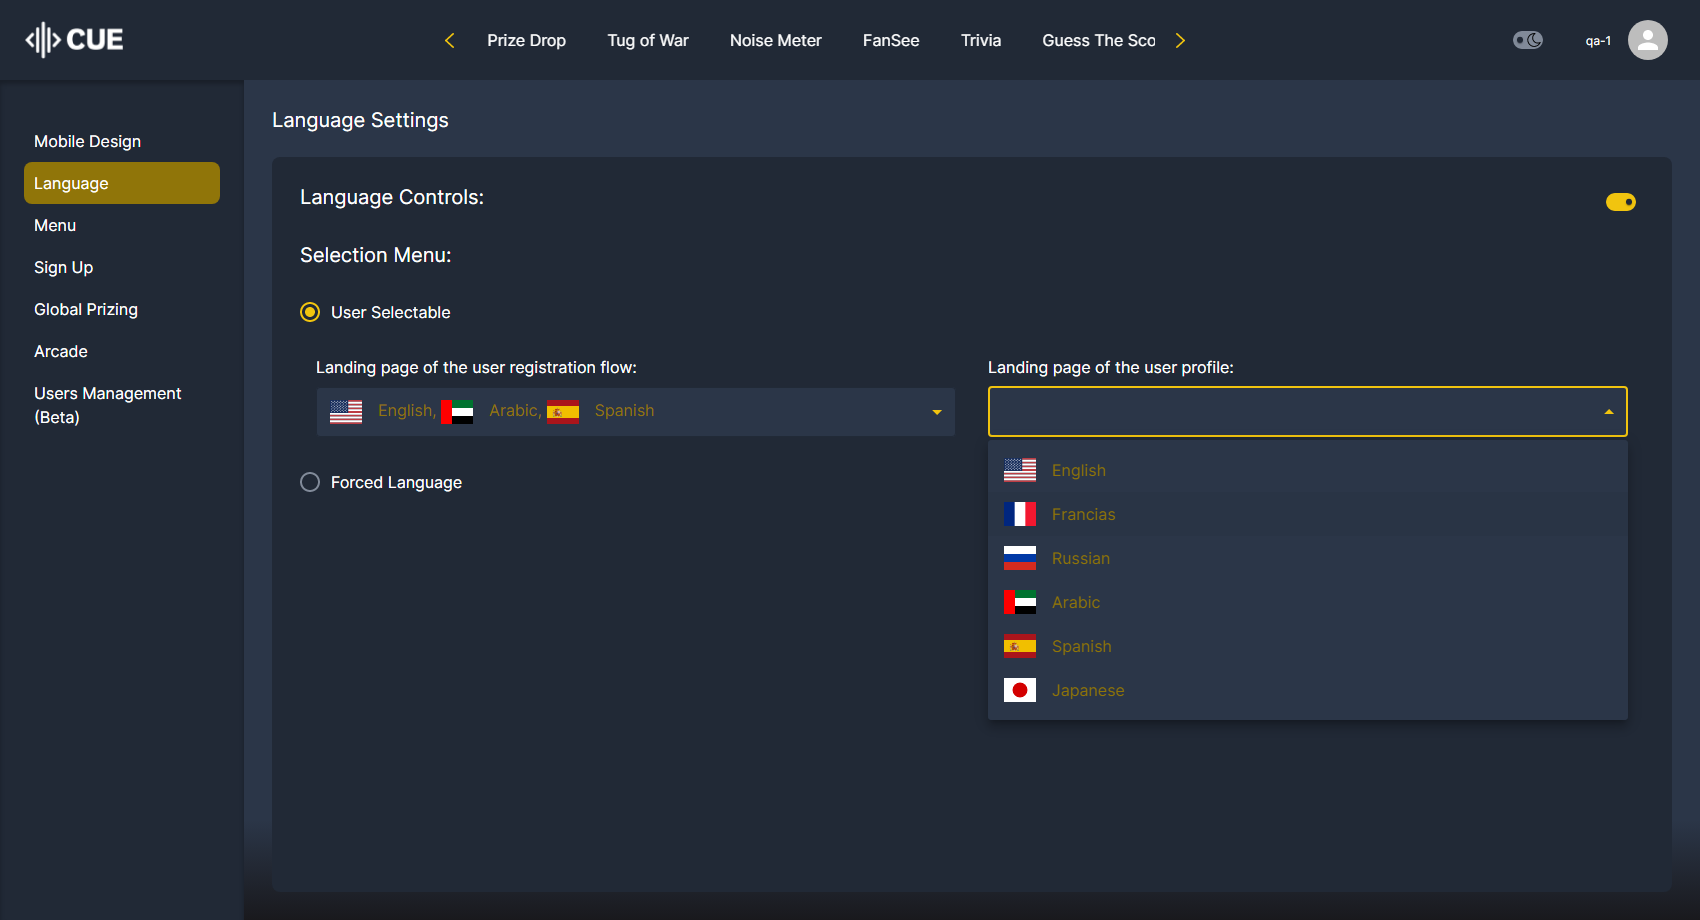 CUE
Prize Drop
Tug of War
Noise Meter
FanSee
Trivia
Guess The Sco
qa-1
Mobile Design
Language
Menu
Sign Up
Global Prizing
Arcade
Users Management
(Beta)
Language Settings
Language Controls:
Selection Menu:
User Selectable
Landing page of the user registration flow:
English, Arabic, Spanish
Forced Language
Landing page of the user profile:
English
Francias
Russian
Arabic
Spanish
Japanese